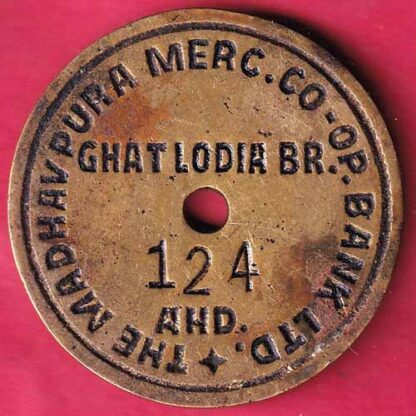 THE MADHAVPURA MERC. CO-OP. BANK LTD.
GHATLODIA BR.
124
AHD.